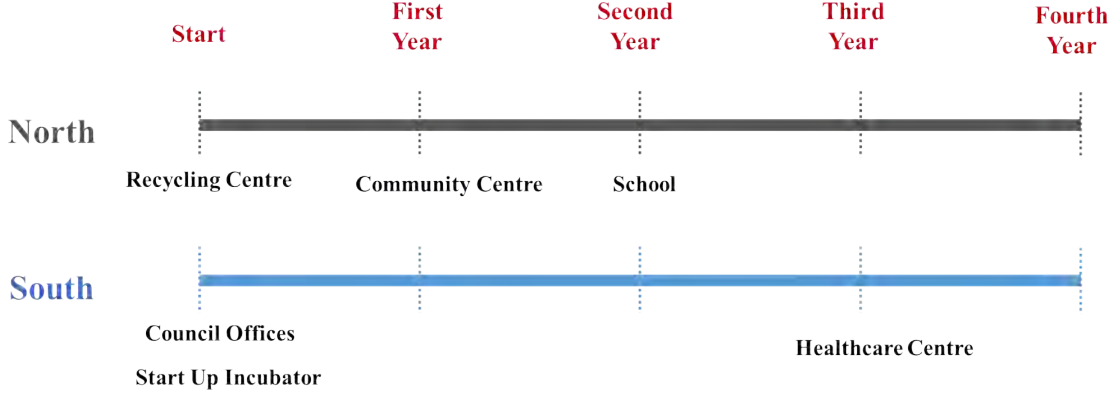 Start
First
Year
Second
Year
Third
Year
Fourth
Year
North
Recycling Centre
Community Centre
School
South
Council Offices
Start Up Incubator
Healthcare Centre